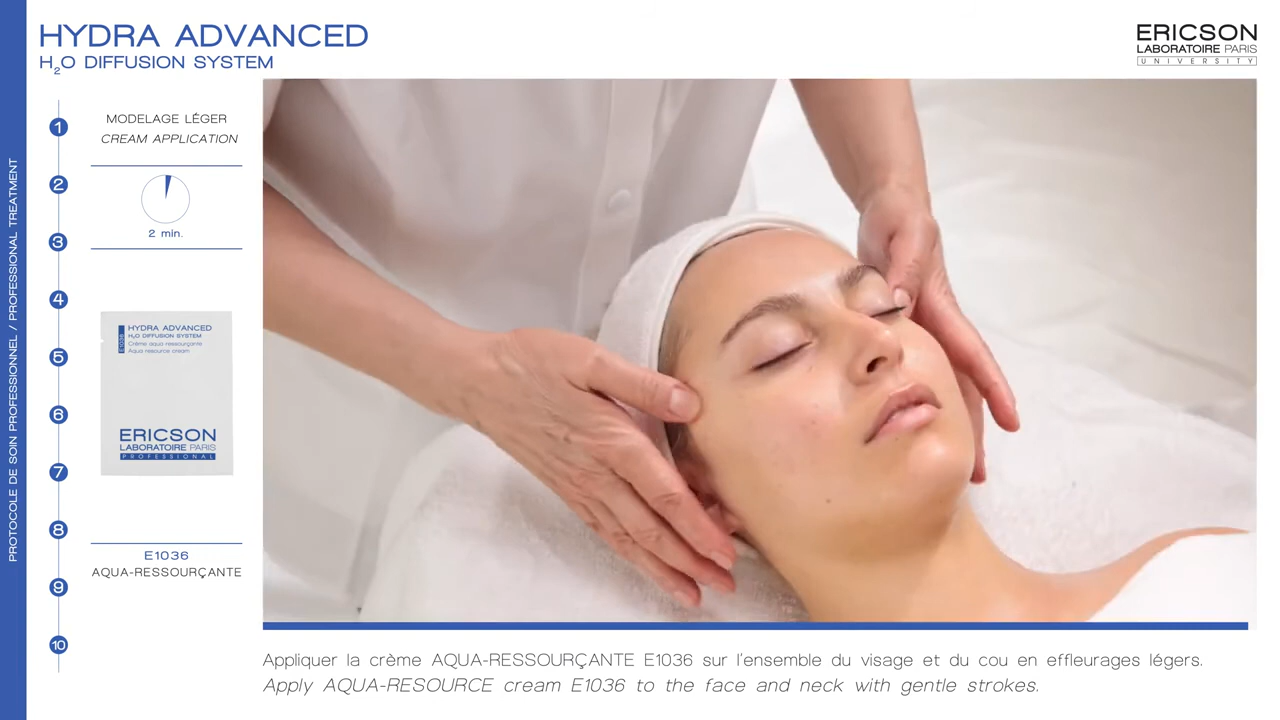 HYDRA ADVANCED
H2O DIFFUSION SYSTEM
ERICSON
LABORATOIRE PARIS
UNIVERSITY
PROTOCOLE DE SOIN PROFESSIONNEL / PROFESSIONAL TREATMENT
1
2
3
4
5
6
7
8
9
10
MODELAGE LÉGER
CREAM APPLICATION
2 min.
E1036
HYDRA ADVANCED
H2O DIFFUSION SYSTEM
Crème aqua-ressourçante
Aqua resource cream
ERICSON
LABORATOIRE PARIS
PROFESSIONAL
E1036
AQUA-RESSOURÇANTE
Appliquer la crème AQUA-RESSOURÇANTE E1036 sur l'ensemble du visage et du cou en effleurages légers.
Apply AQUA-RESOURCE cream E1036 to the face and neck with gentle strokes.